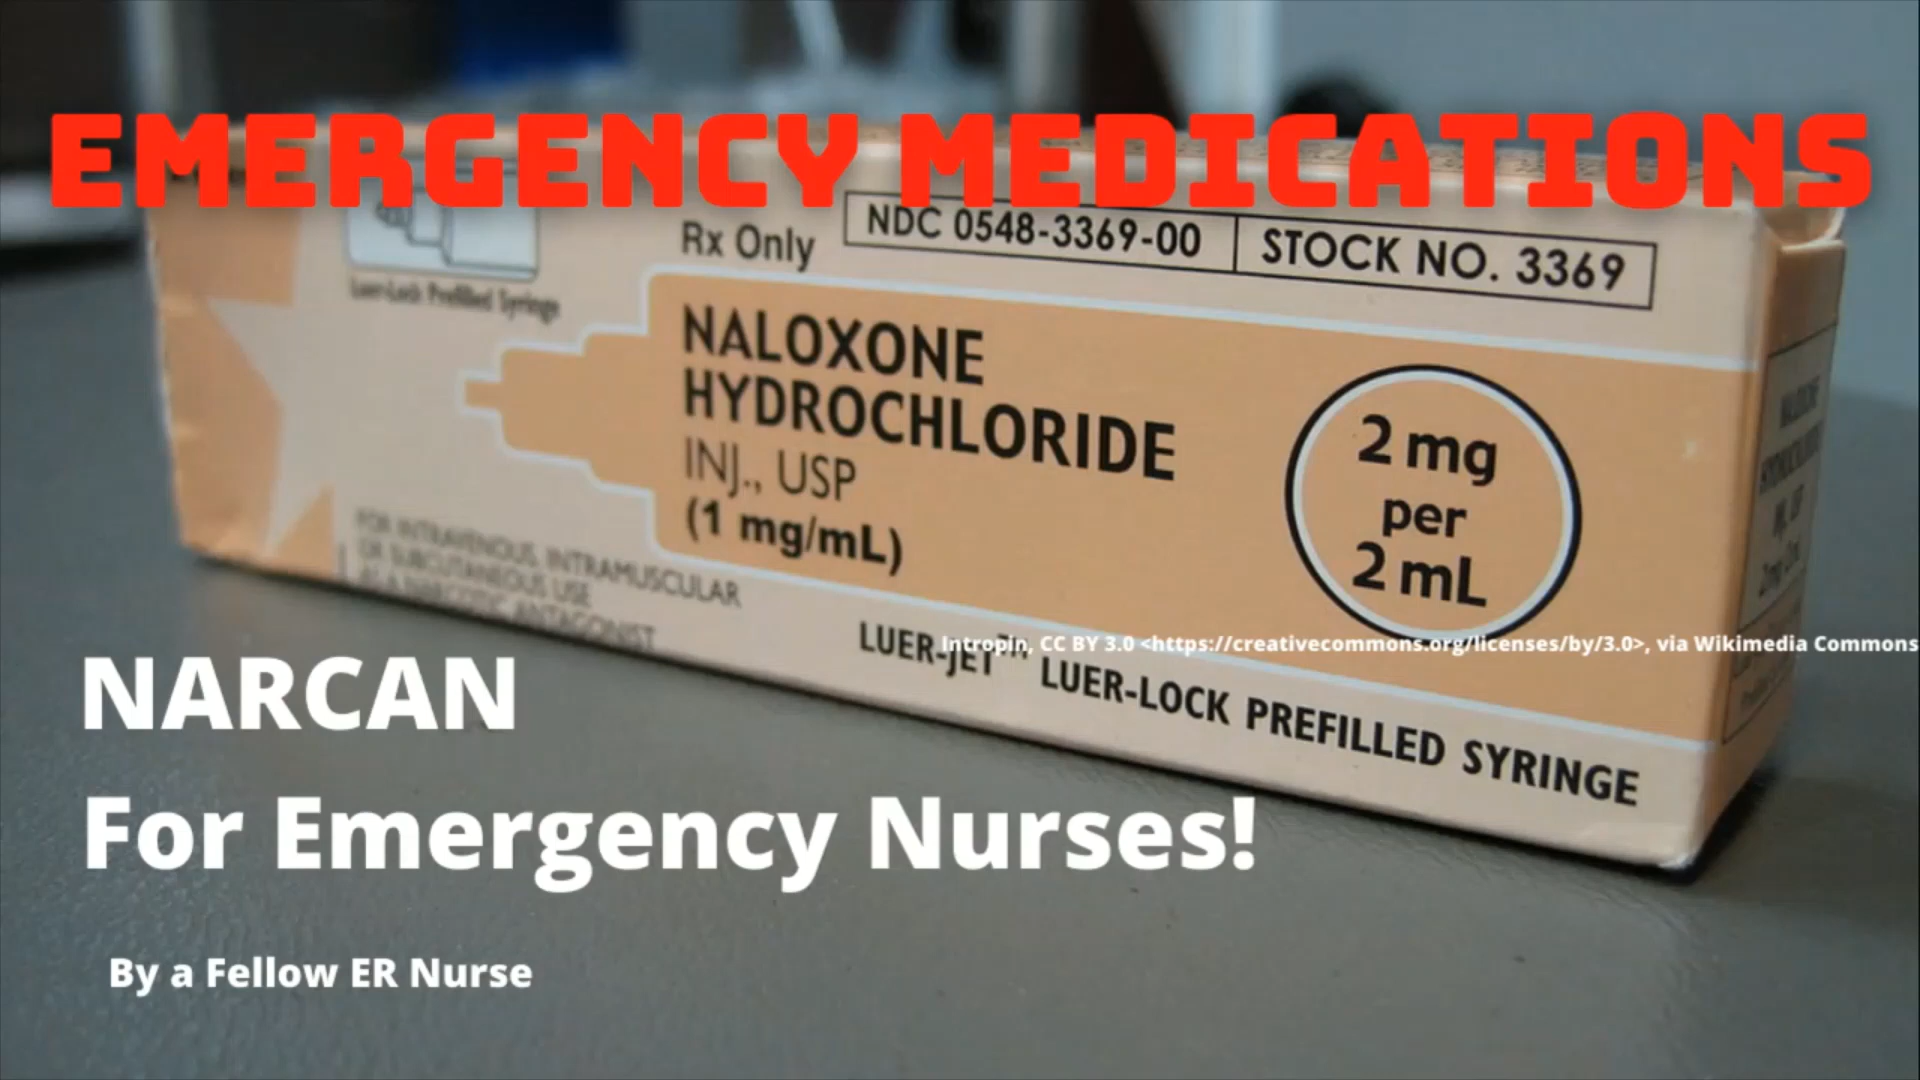 EMERGENCY MEDICATIONS
Rx Only
NDC 0548-3369-00
STOCK NO. 3369
Luer-Lock Prefilled Syringe
NALOXONE
HYDROCHLORIDE
INJ., USP
(1 mg/mL)
2 mg
per
2 mL
FOR INTRAVENOUS, INTRAMUSCULAR
OR SUBCUTANEOUS USE
AS A NARCOTIC ANTAGONIST
LUER-JET™ LUER-LOCK PREFILLED SYRINGE
Intropin, CC BY 3.0 <https://creativecommons.org/licenses/by/3.0>, via Wikimedia Commons
NARCAN
For Emergency Nurses!
By a Fellow ER Nurse